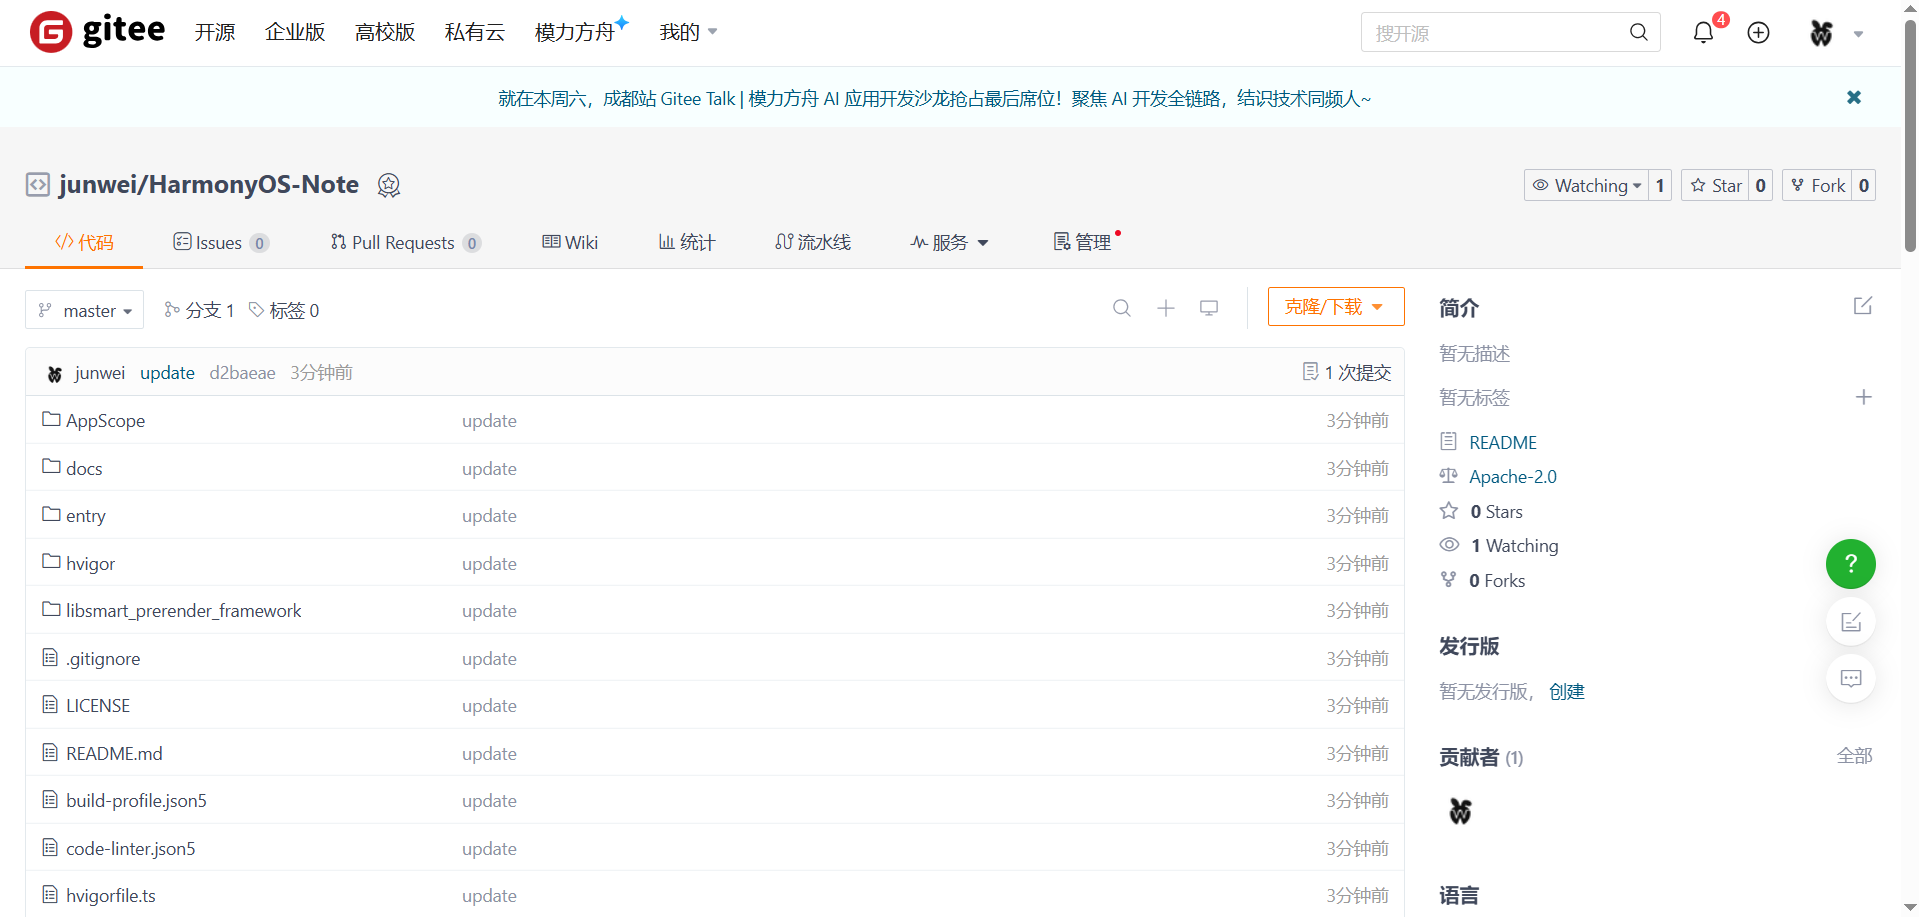 gitee 开源 企业版 高校版 私有云 模力方舟 我的 搜开源 4
就在本周六，成都站 Gitee Talk | 模力方舟 AI 应用开发沙龙抢占最后席位！聚焦 AI 开发全链路，结识技术同频人~
junwei/HarmonyOS-Note Watching 1 Star 0 Fork 0
代码 Issues 0 Pull Requests 0 Wiki 统计 流水线 服务 管理
master 分支 1 标签 0 克隆/下载
junwei update d2baeae 3分钟前 1 次提交
AppScope update 3分钟前
docs update 3分钟前
entry update 3分钟前
hvigor update 3分钟前
libsmart_prerender_framework update 3分钟前
.gitignore update 3分钟前
LICENSE update 3分钟前
README.md update 3分钟前
build-profile.json5 update 3分钟前
code-linter.json5 update 3分钟前
hvigorfile.ts update 3分钟前
简介
暂无描述
暂无标签
README
Apache-2.0
0 Stars
1 Watching
0 Forks
?
发行版
暂无发行版， 创建
贡献者 (1) 全部
语言